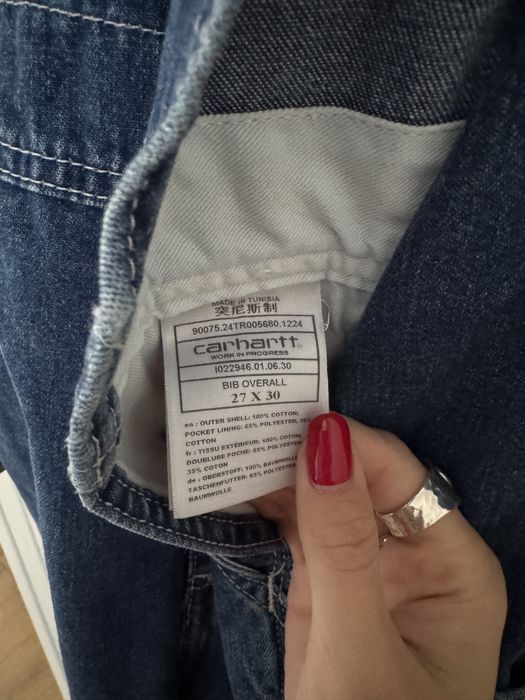 MADE IN TUNISIA
突尼斯制
90075.24TR005680.1224
carhartt
WORK IN PROGRESS
I022946.01.06.30
BIB OVERALL
27 X 30
en : OUTER SHELL: 100% COTTON;
POCKET LINING: 65% POLYESTER, 35%
COTTON
fr : TISSU EXTÉRIEUR: 100% COTON;
DOUBLURE POCHE: 65% POLYESTER,
35% COTON
de : OBERSTOFF: 100% BAUMWOLLE
TASCHENFUTTER: 65% POLYESTER
BAUMWOLLE